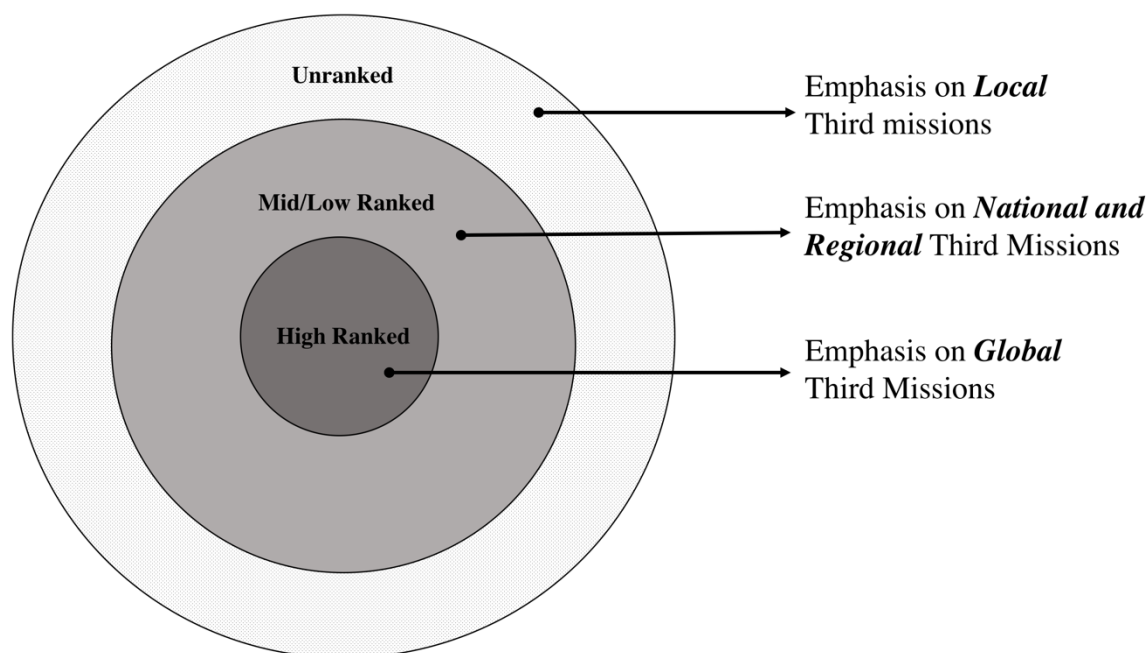 Unranked
Emphasis on Local
Third missions
Mid/Low Ranked
Emphasis on National and
Regional Third Missions
High Ranked
Emphasis on Global
Third Missions